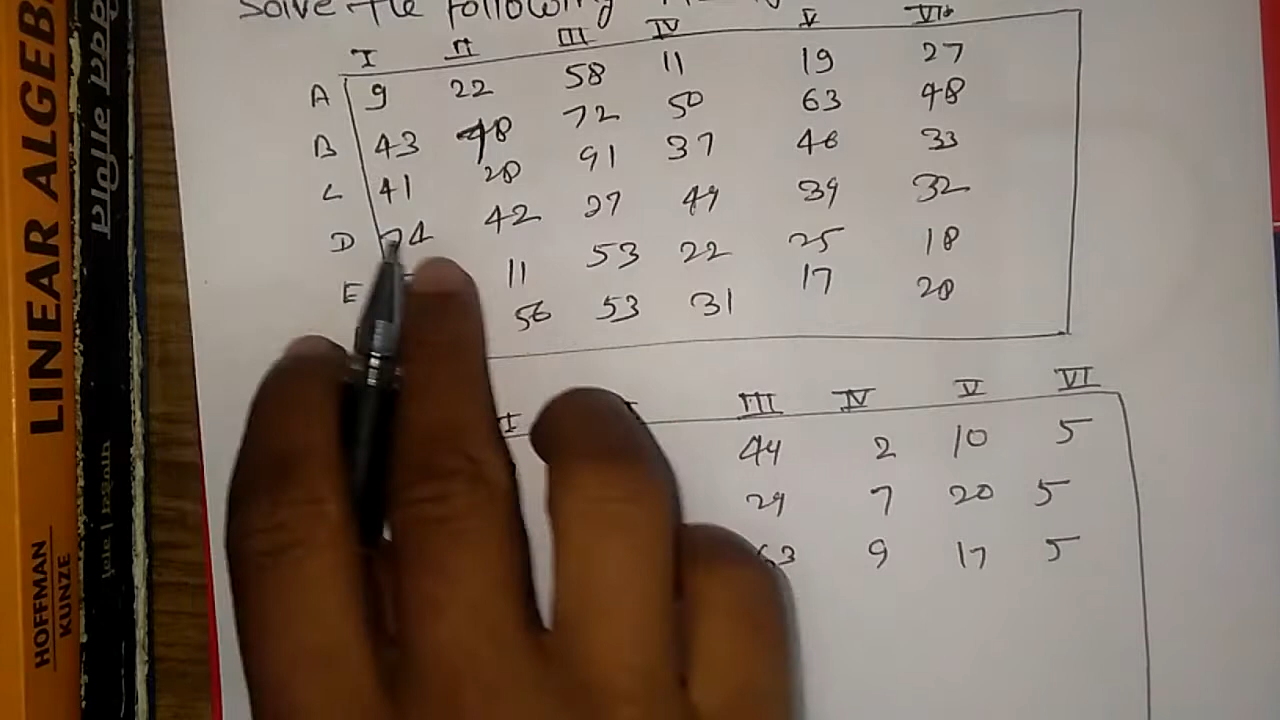 LINEAR ALGEB
HOFFMAN
KUNZE
Solve the following
I II III IV V VI
A 9 22 58 11 19 27
B 43 78 72 50 63 48
C 41 28 91 37 46 33
D 74 42 27 49 39 32
E 11 53 22 25 18
56 53 31 17 28
I III IV V VI
44 2 10 5
29 7 20 5
63 9 17 5